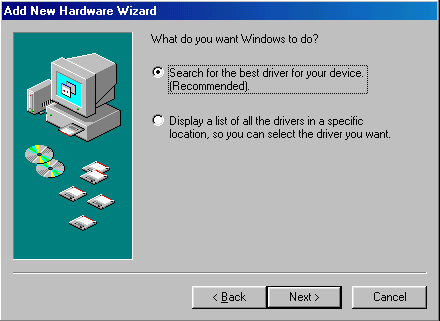 Add New Hardware Wizard
What do you want Windows to do?
Search for the best driver for your device.
(Recommended).
Display a list of all the drivers in a specific
location, so you can select the driver you want.
< Back
Next >
Cancel